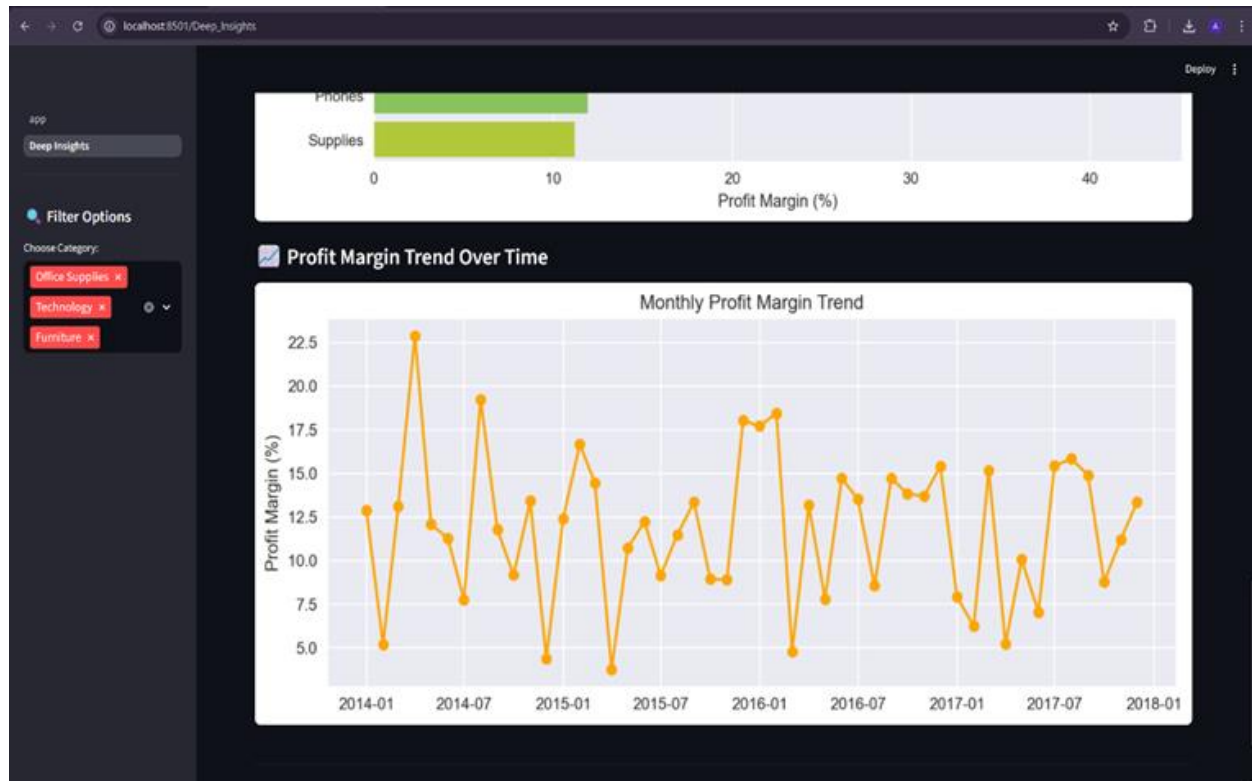 localhost:8501/Deep_Insights
Deploy
app
Deep Insights
Filter Options
Choose Category:
Office Supplies ×
Technology ×
Furniture ×
Phones
Supplies
0 10 20 30 40
Profit Margin (%)
Profit Margin Trend Over Time
Monthly Profit Margin Trend
22.5
20.0
17.5
15.0
12.5
10.0
7.5
5.0
Profit Margin (%)
2014-01 2014-07 2015-01 2015-07 2016-01 2016-07 2017-01 2017-07 2018-01